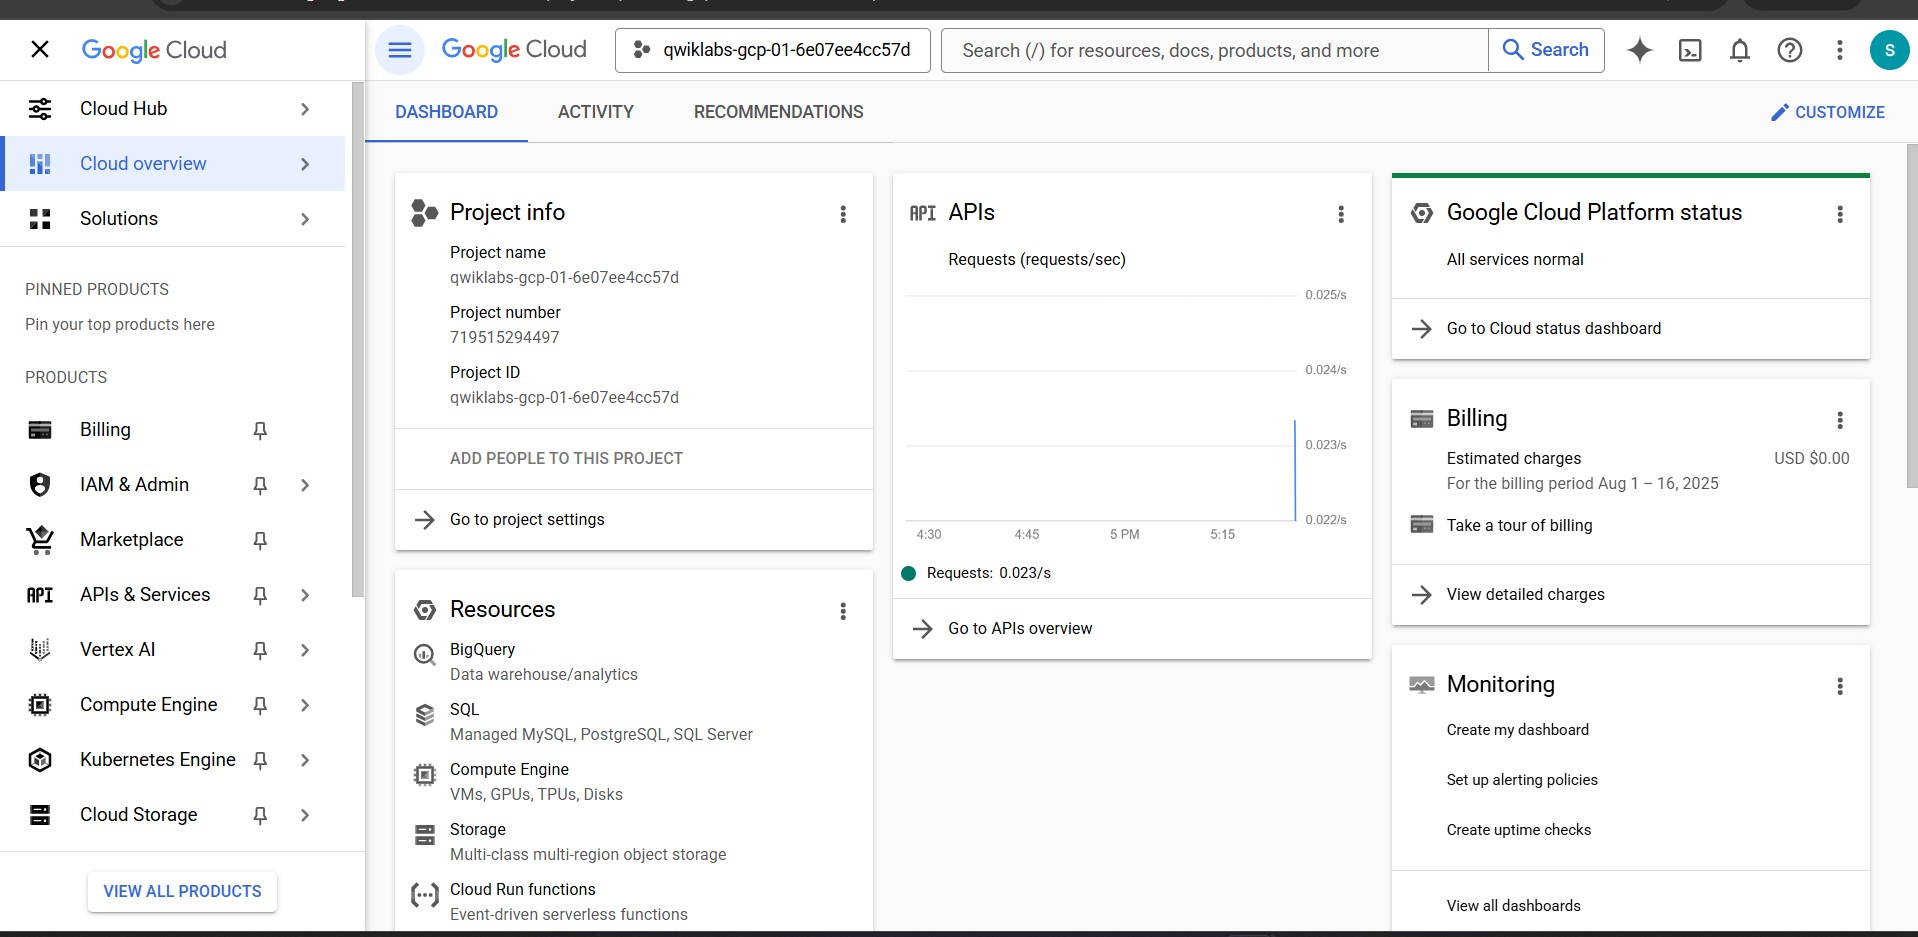 Google Cloud
Cloud Hub
Cloud overview
Solutions
PINNED PRODUCTS
Pin your top products here
PRODUCTS
Billing
IAM & Admin
Marketplace
API
APIs & Services
Vertex AI
Compute Engine
Kubernetes Engine
Cloud Storage
VIEW ALL PRODUCTS
Google Cloud
qwiklabs-gcp-01-6e07ee4cc57d
Search (/) for resources, docs, products, and more
Search
S
DASHBOARD
ACTIVITY
RECOMMENDATIONS
CUSTOMIZE
Project info
Project name
qwiklabs-gcp-01-6e07ee4cc57d
Project number
719515294497
Project ID
qwiklabs-gcp-01-6e07ee4cc57d
ADD PEOPLE TO THIS PROJECT
Go to project settings
Resources
BigQuery
Data warehouse/analytics
SQL
Managed MySQL, PostgreSQL, SQL Server
Compute Engine
VMs, GPUs, TPUs, Disks
Storage
Multi-class multi-region object storage
Cloud Run functions
Event-driven serverless functions
API
APIs
Requests (requests/sec)
0.025/s
0.024/s
0.023/s
0.022/s
4:30
4:45
5 PM
5:15
Requests: 0.023/s
Go to APIs overview
Google Cloud Platform status
All services normal
Go to Cloud status dashboard
Billing
Estimated charges
USD $0.00
For the billing period Aug 1 – 16, 2025
Take a tour of billing
View detailed charges
Monitoring
Create my dashboard
Set up alerting policies
Create uptime checks
View all dashboards